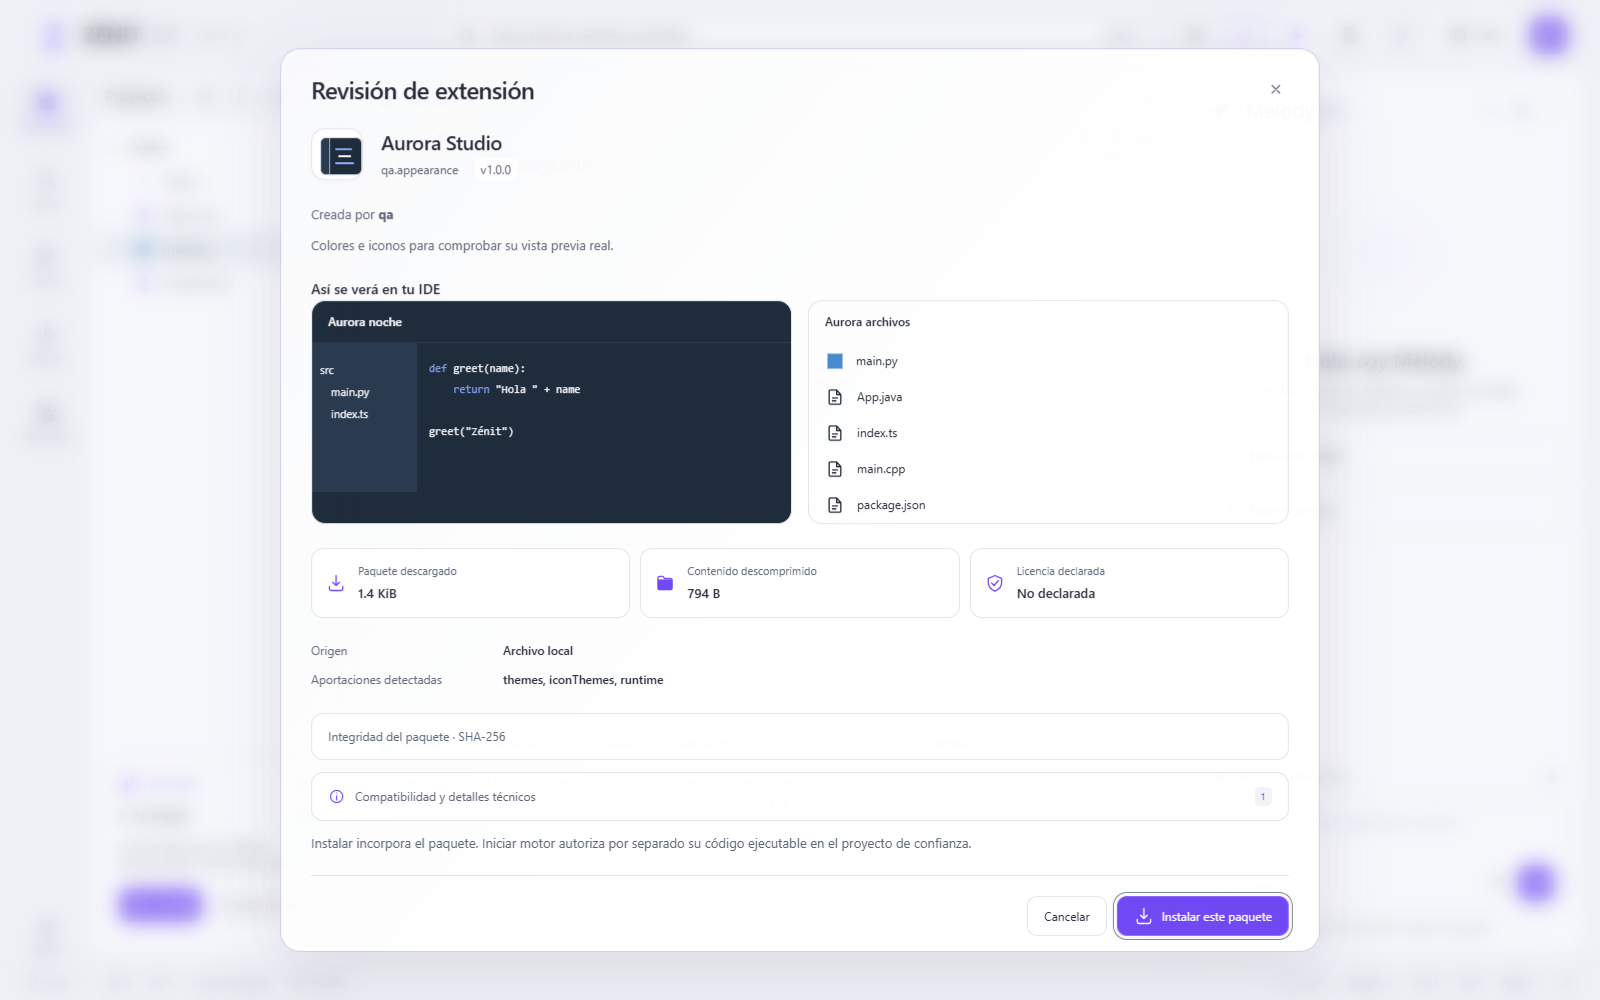 ZENIT
Revisión de extensión
Melody
Aurora Studio
qa.appearance v1.0.0
Creada por qa
Colores e iconos para comprobar su vista previa real.
Así se verá en tu IDE
Aurora noche
src
main.py
index.ts
def greet(name):
return "Hola " + name
greet("Zénit")
Aurora archivos
main.py
App.java
index.ts
main.cpp
package.json
soy Melody
Paquete descargado
1.4 KiB
Contenido descomprimido
794 B
Licencia declarada
No declarada
Origen Archivo local
Aportaciones detectadas themes, iconThemes, runtime
Integridad del paquete · SHA-256
Compatibilidad y detalles técnicos 1
Instalar incorpora el paquete. Iniciar motor autoriza por separado su código ejecutable en el proyecto de confianza.
Cancelar Instalar este paquete